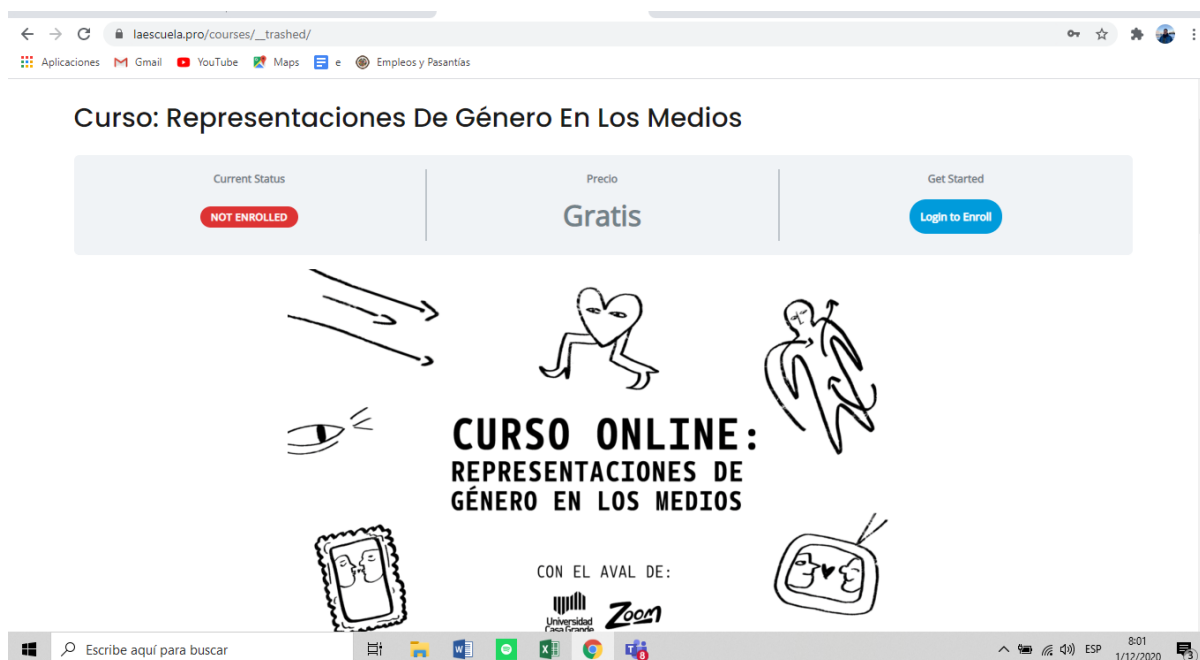 laescuela.pro/courses/__trashed/
Aplicaciones Gmail YouTube Maps e Empleos y Pasantías
Curso: Representaciones De Género En Los Medios
Current Status Precio Get Started
NOT ENROLLED Gratis Login to Enroll
CURSO ONLINE:
REPRESENTACIONES DE
GÉNERO EN LOS MEDIOS
CON EL AVAL DE:
Universidad
Casa Grande
Zoom
Escribe aquí para buscar
8
ESP
8:01
1/12/2020
3